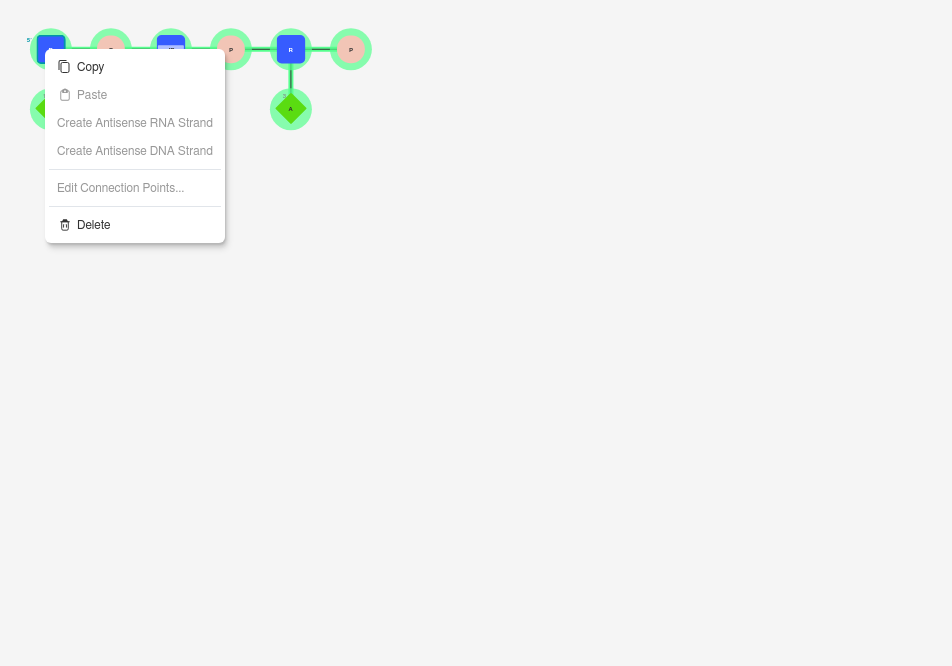 5'
P R P
Copy
Paste
A
Create Antisense RNA Strand
Create Antisense DNA Strand
Edit Connection Points...
Delete